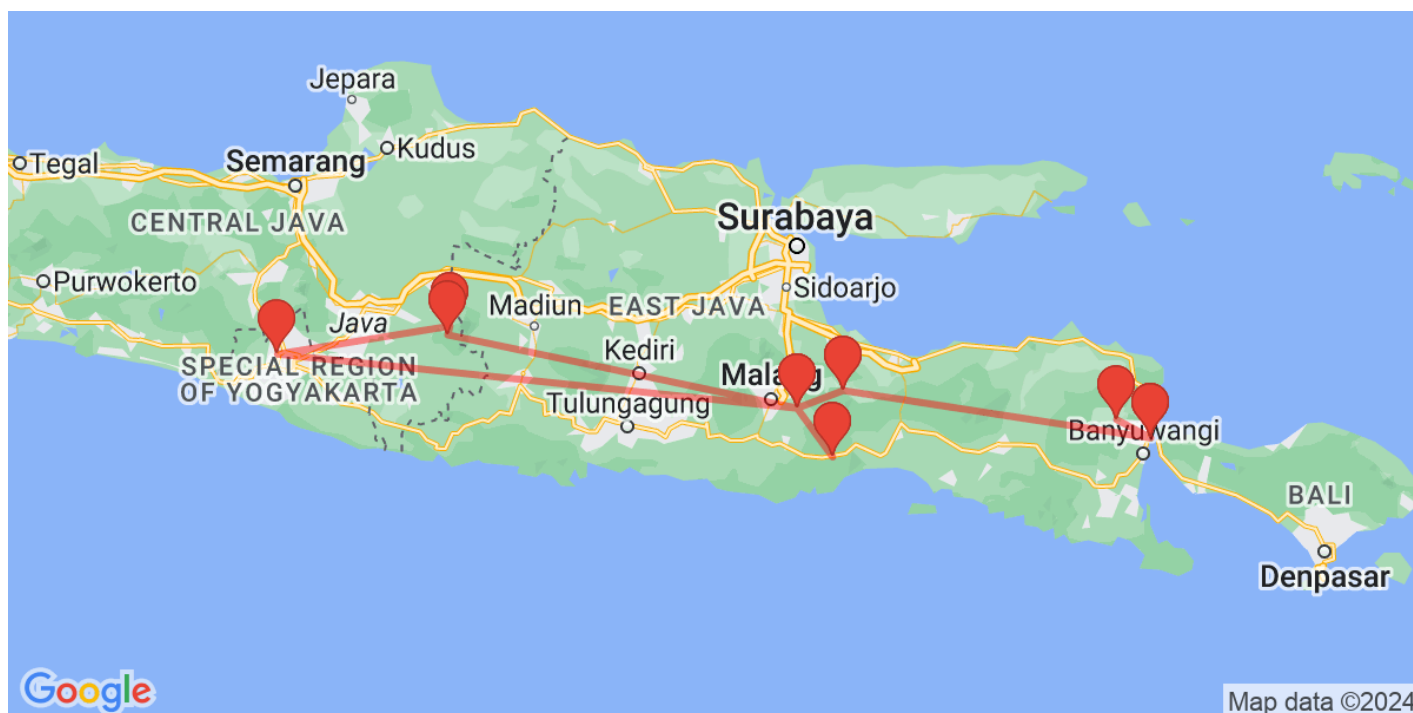 Jepara
Kudus
Tegal
Semarang
CENTRAL JAVA
Surabaya
Purwokerto
Sidoarjo
Madiun
EAST JAVA
Java
SPECIAL REGION
OF YOGYAKARTA
Kediri
Malang
Tulungagung
Banyuwangi
BALI
Denpasar
Google
Map data ©2024